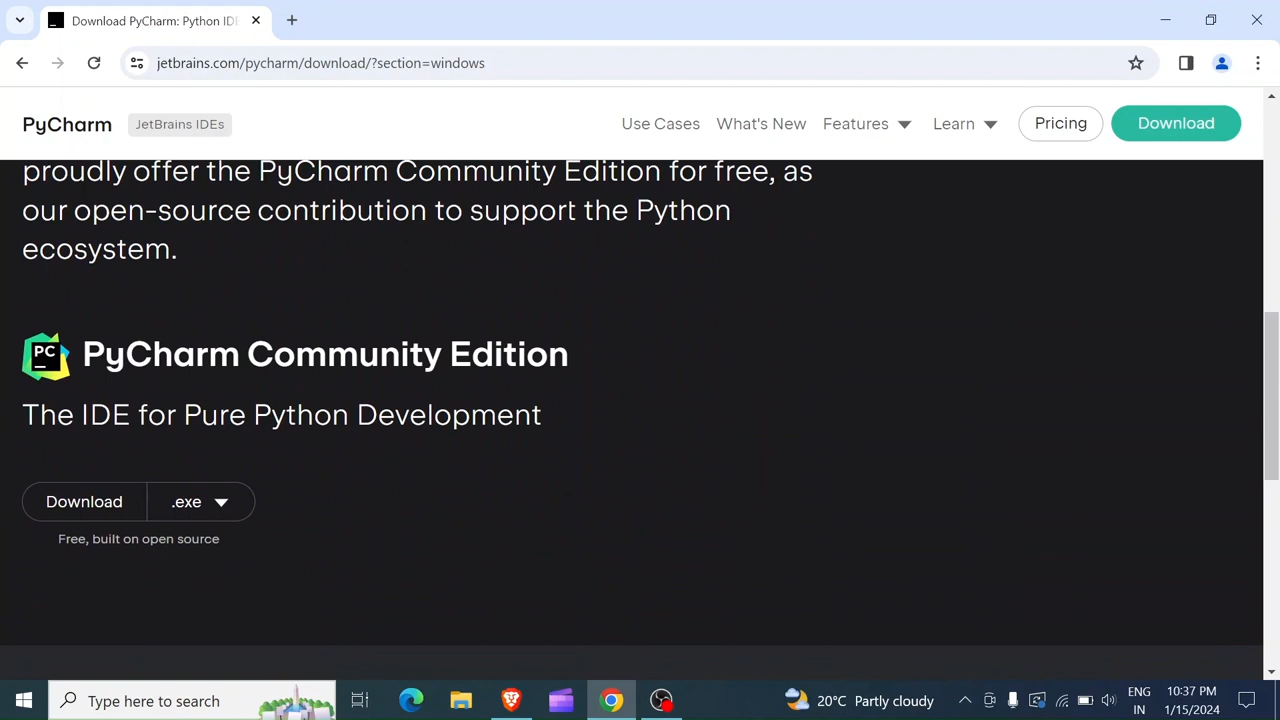 Download PyCharm: Python ID
jetbrains.com/pycharm/download/?section=windows
PyCharm JetBrains IDEs Use Cases What's New Features Learn Pricing Download
proudly offer the PyCharm Community Edition for free, as
our open-source contribution to support the Python
ecosystem.
PC PyCharm Community Edition
The IDE for Pure Python Development
Download .exe
Free, built on open source
Type here to search 20°C Partly cloudy
ENG
IN
10:37 PM
1/15/2024